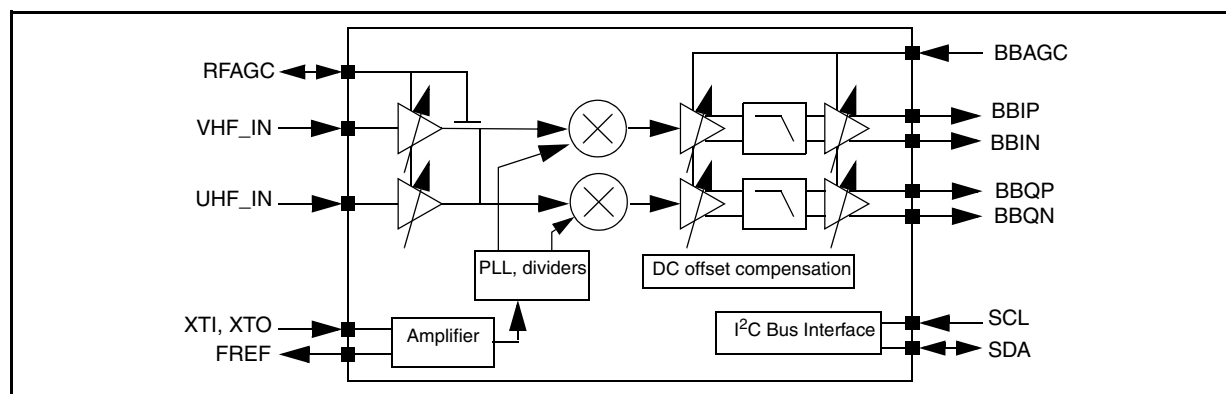 RFAGC
BBAGC
VHF_IN
BBIP
BBIN
UHF_IN
BBQP
BBQN
PLL, dividers
DC offset compensation
XTI, XTO
Amplifier
FREF
I²C Bus Interface
SCL
SDA